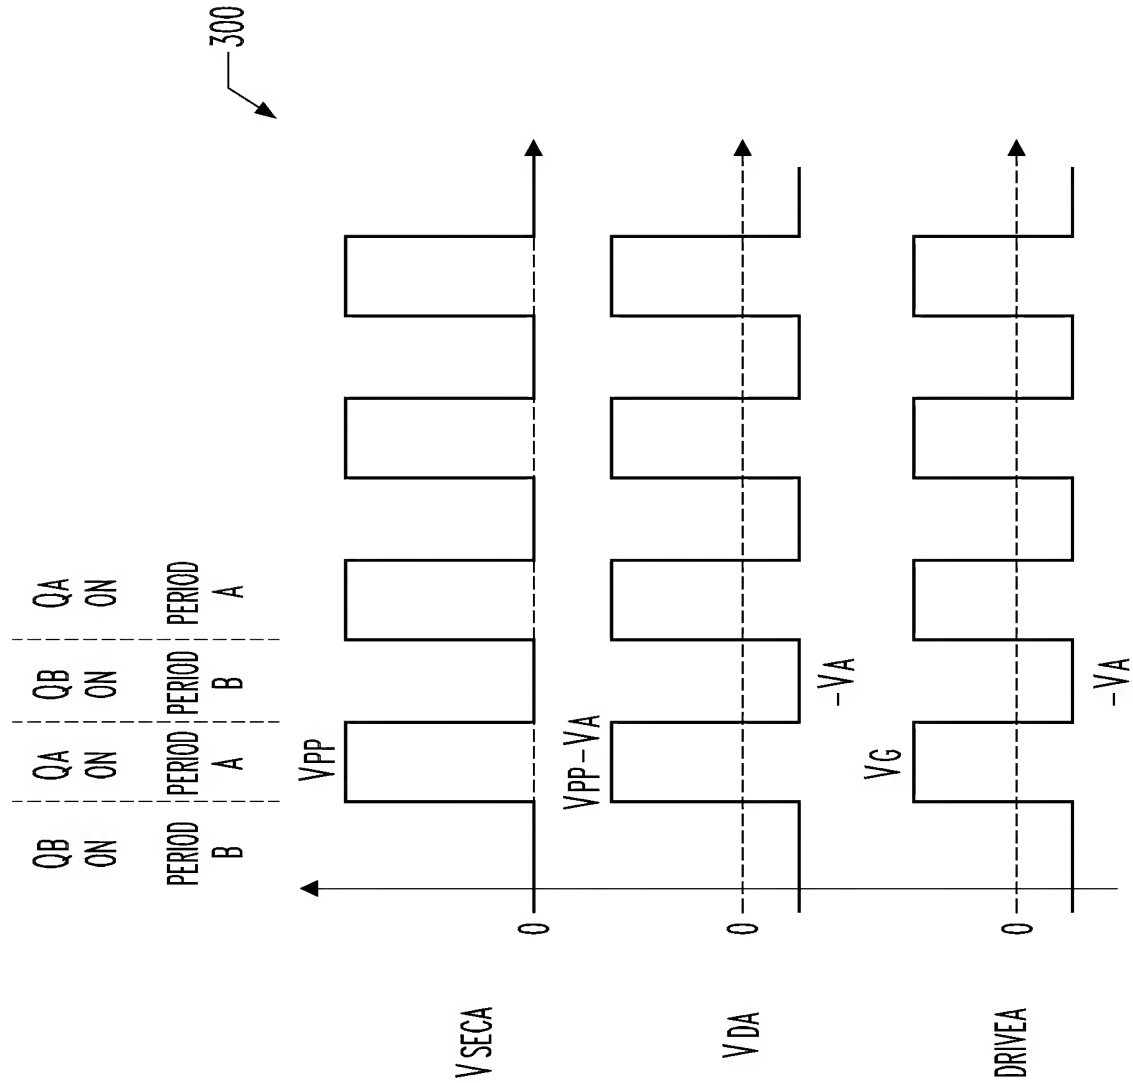 300
QB QA QB QA
ON ON ON ON
PERIOD PERIOD PERIOD PERIOD
B A B A
VPP
VSECA
0
VPP-VA
VDA
0
-VA
VG
DRIVEA
0
-VA